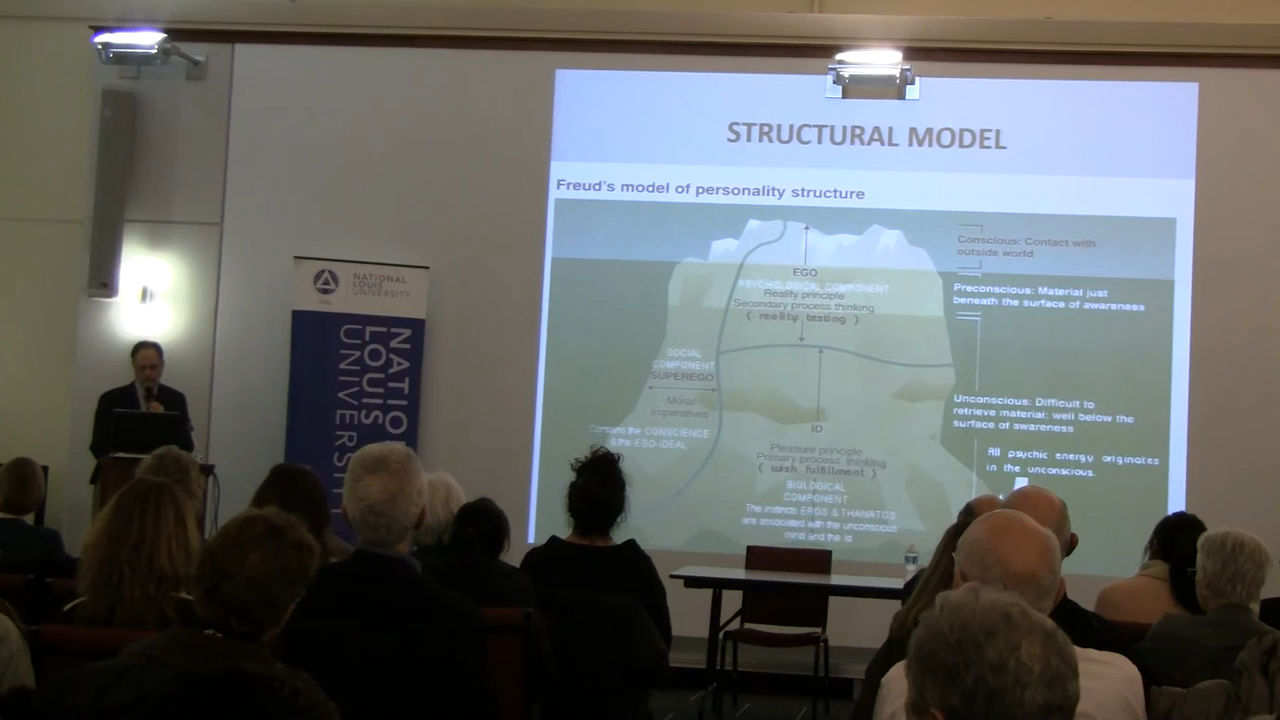 STRUCTURAL MODEL
Freud's model of personality structure
Conscious: Contact with
outside world
EGO
PSYCHOLOGICAL COMPONENT
Reality principle
Secondary process thinking
( reality testing )
Preconscious: Material just
beneath the surface of awareness
SOCIAL
COMPONENT
SUPEREGO
Moral
Imperatives
Contains the CONSCIENCE
& the EGO-IDEAL
Unconscious: Difficult to
retrieve material; well below the
surface of awareness
ID
Pleasure principle
Primary process thinking
( wish fulfillment )
All psychic energy originates
in the unconscious.
BIOLOGICAL
COMPONENT
The instincts EROS & THANATOS
are associated with the unconscious
mind and the Id
NATIONAL
LOUIS
UNIVERSITY
LOUIS